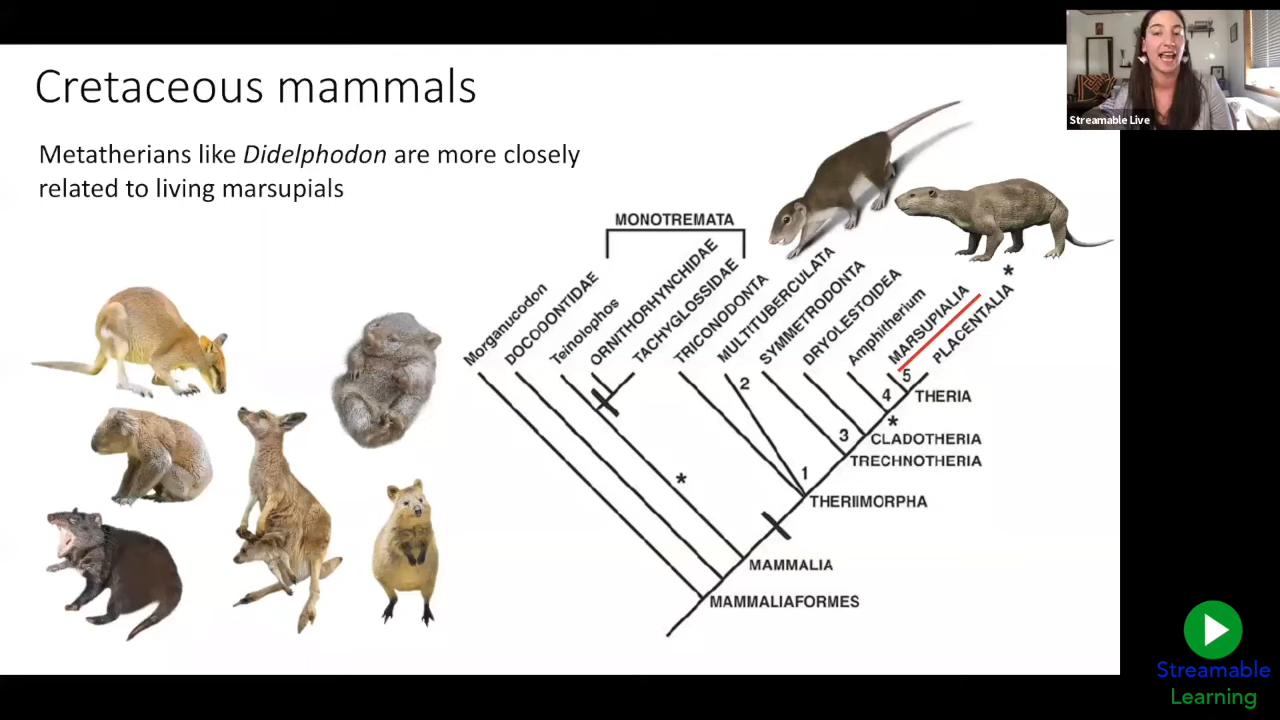 Cretaceous mammals
Metatherians like Didelphodon are more closely
related to living marsupials
Streamable Live
MONOTREMATA
Morganucodon
DOCODONTIDAE
Teinolophos
ORNITHORHYNCHIDAE
TACHYGLOSSIDAE
TRICONODONTA
MULTITUBERCULATA
SYMMETRODONTA
DRYOLESTOIDEA
Amphitherium
MARSUPIALIA
PLACENTALIA
*
5
2
4
THERIA
*
3
CLADOTHERIA
TRECHNOTHERIA
*
1
THERIIMORPHA
MAMMALIA
MAMMALIAFORMES
Streamable
Learning